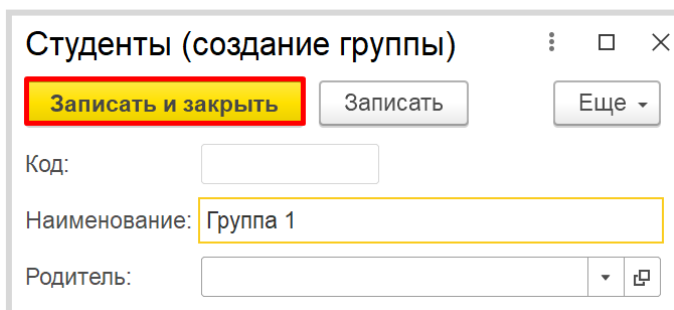 Студенты (создание группы)
Записать и закрыть Записать Еще
Код:
Наименование: Группа 1
Родитель: